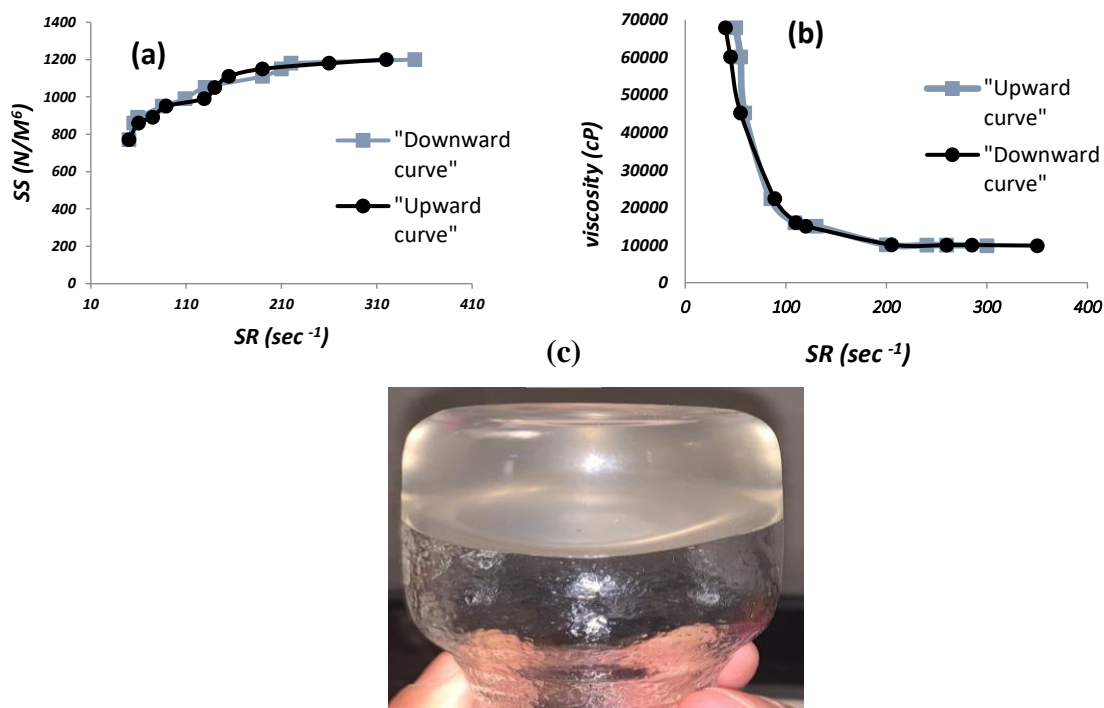 (a)
1400
1200
1000
800
600
400
200
0
SS (N/M⁶)
10
110
210
310
410
SR (sec ⁻¹)
"Downward
curve"
"Upward
curve"
(b)
70000
60000
50000
40000
30000
20000
10000
0
viscosity (cP)
0
100
200
300
400
SR (sec ⁻¹)
"Upward
curve"
"Downward
curve"
(c)